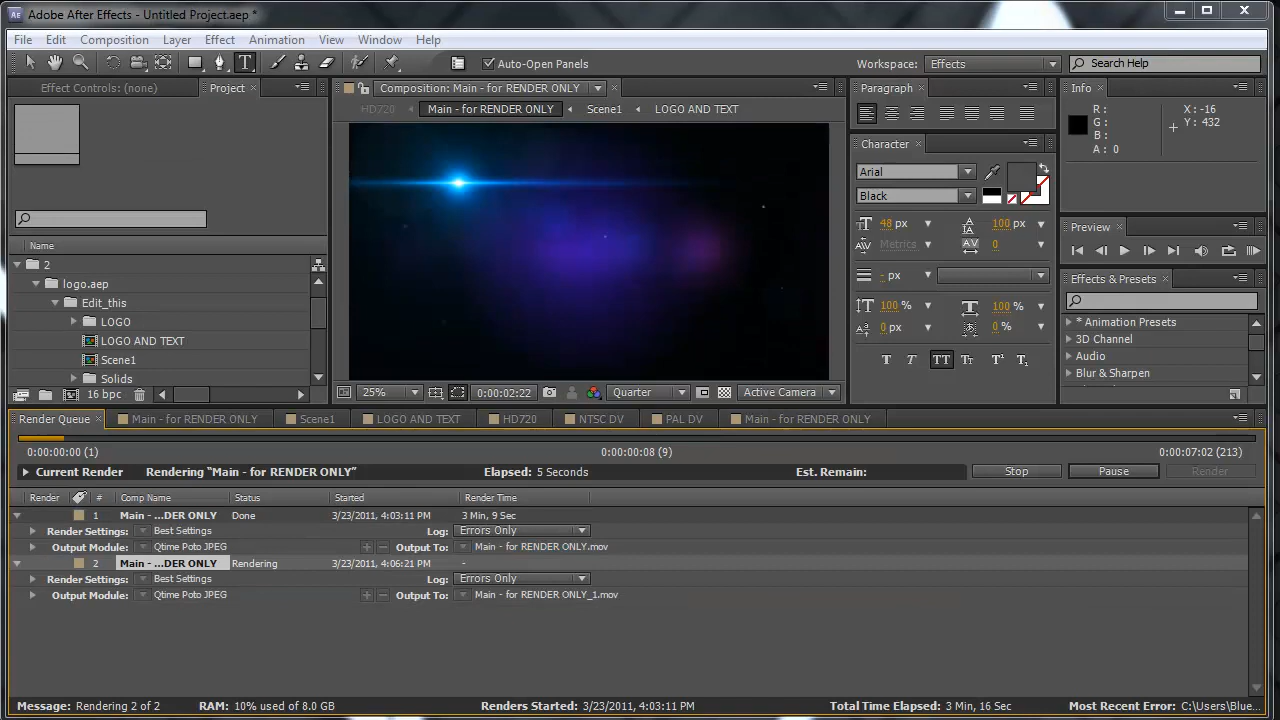 Adobe After Effects - Untitled Project.aep *
File Edit Composition Layer Effect Animation View Window Help
T Auto-Open Panels Workspace: Effects Search Help
Effect Controls: (none) Project
Composition: Main - for RENDER ONLY
HD720 Main - for RENDER ONLY Scene1 LOGO AND TEXT
Name
2
logo.aep
Edit_this
LOGO
LOGO AND TEXT
Scene1
Solids
16 bpc
25% 0:00:02:22 Quarter Active Camera
Paragraph
Character
Arial
Black
48 px 100 px
Metrics 0
- px
100 % 100 %
0 px 0 %
T T TT Tr T¹ T₁
Info
R: X: -16
G: Y: 432
B:
A: 0
Preview
Effects & Presets
* Animation Presets
3D Channel
Audio
Blur & Sharpen
Render Queue Main - for RENDER ONLY Scene1 LOGO AND TEXT HD720 NTSC DV PAL DV Main - for RENDER ONLY
0:00:00:00 (1) 0:00:00:08 (9) 0:00:07:02 (213)
Current Render Rendering “Main - for RENDER ONLY” Elapsed: 5 Seconds Est. Remain: Stop Pause Render
Render # Comp Name Status Started Render Time
1 Main - ...DER ONLY Done 3/23/2011, 4:03:11 PM 3 Min, 9 Sec
Render Settings: Best Settings Log: Errors Only
Output Module: Qtime Poto JPEG Output To: Main - for RENDER ONLY.mov
2 Main - ...DER ONLY Rendering 3/23/2011, 4:06:21 PM -
Render Settings: Best Settings Log: Errors Only
Output Module: Qtime Poto JPEG Output To: Main - for RENDER ONLY_1.mov
Message: Rendering 2 of 2 RAM: 10% used of 8.0 GB Renders Started: 3/23/2011, 4:03:11 PM Total Time Elapsed: 3 Min, 16 Sec Most Recent Error: C:\Users\Blue...